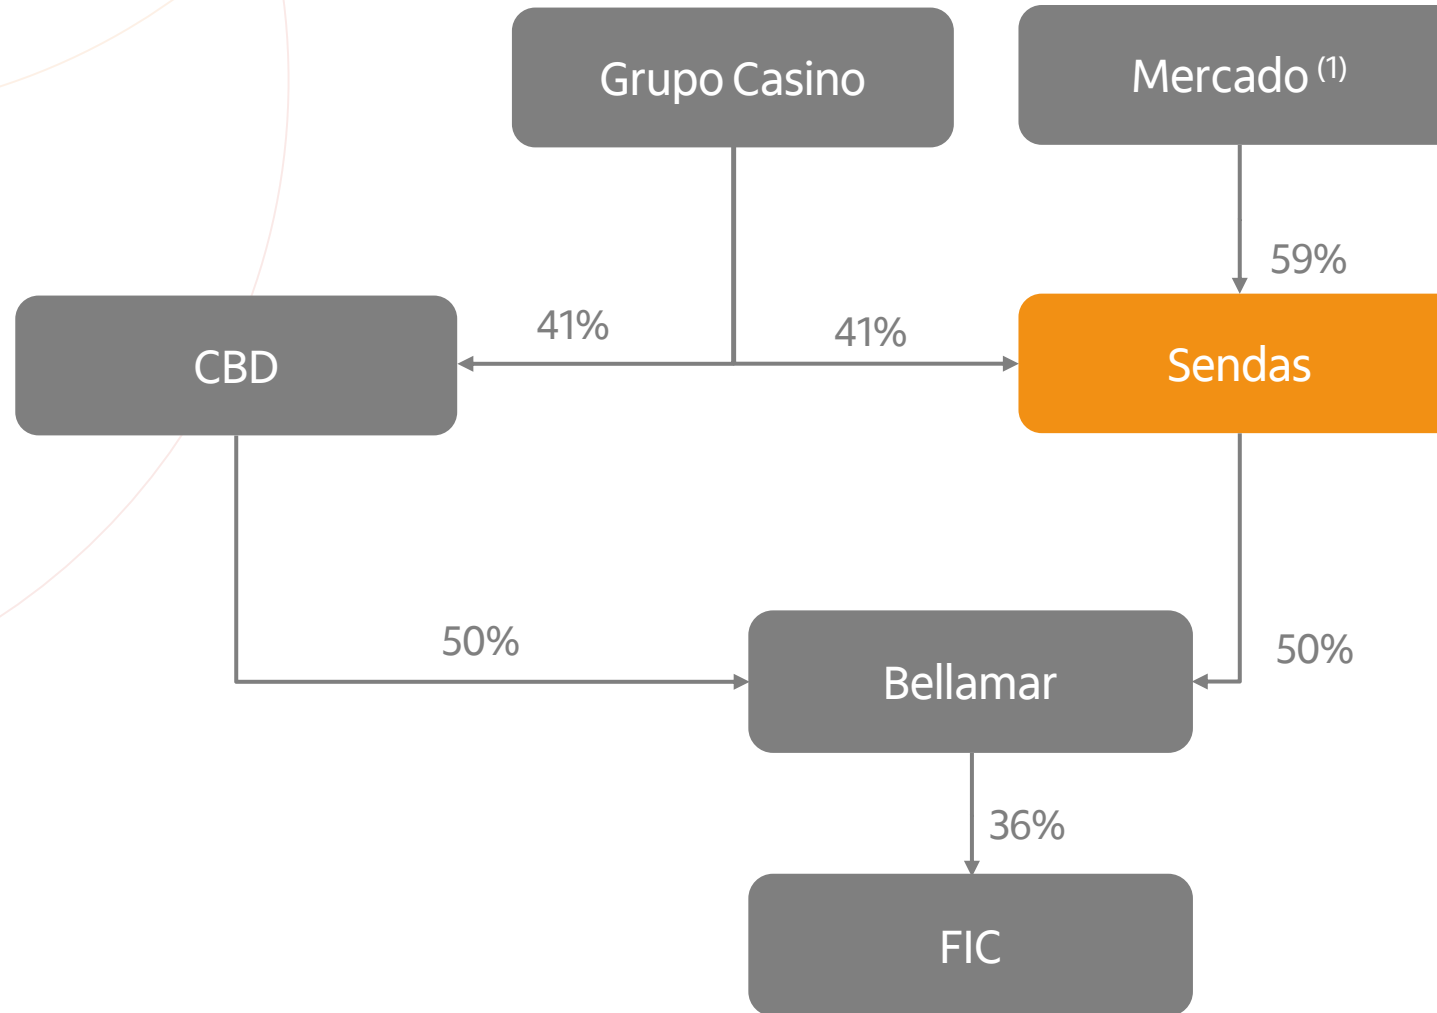 Grupo Casino
Mercado (1)
59%
41%
41%
CBD
Sendas
50%
50%
Bellamar
36%
FIC